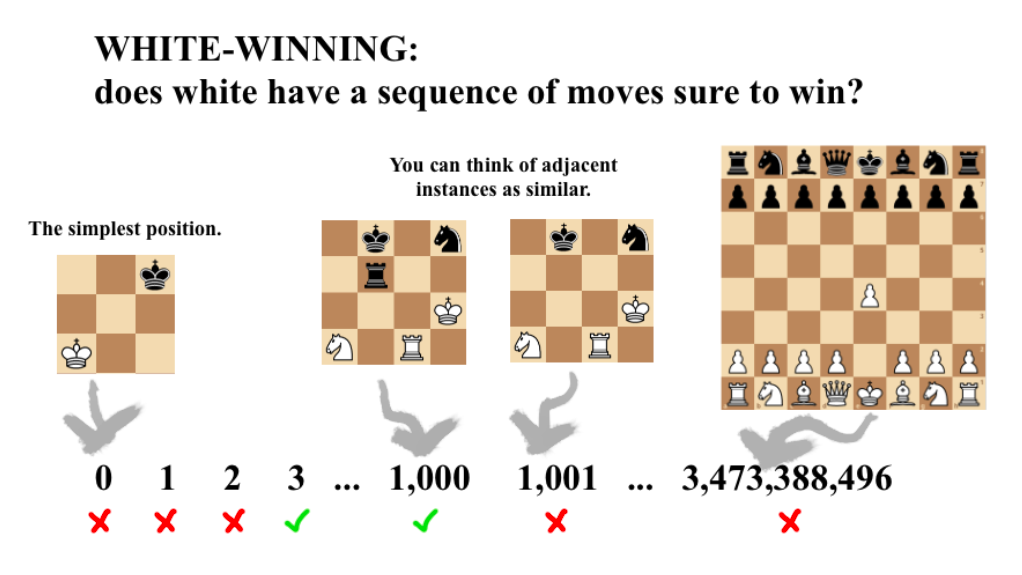 WHITE-WINNING:
does white have a sequence of moves sure to win?
You can think of adjacent
instances as similar.
The simplest position.
0 1 2 3 ... 1,000 1,001 ... 3,473,388,496